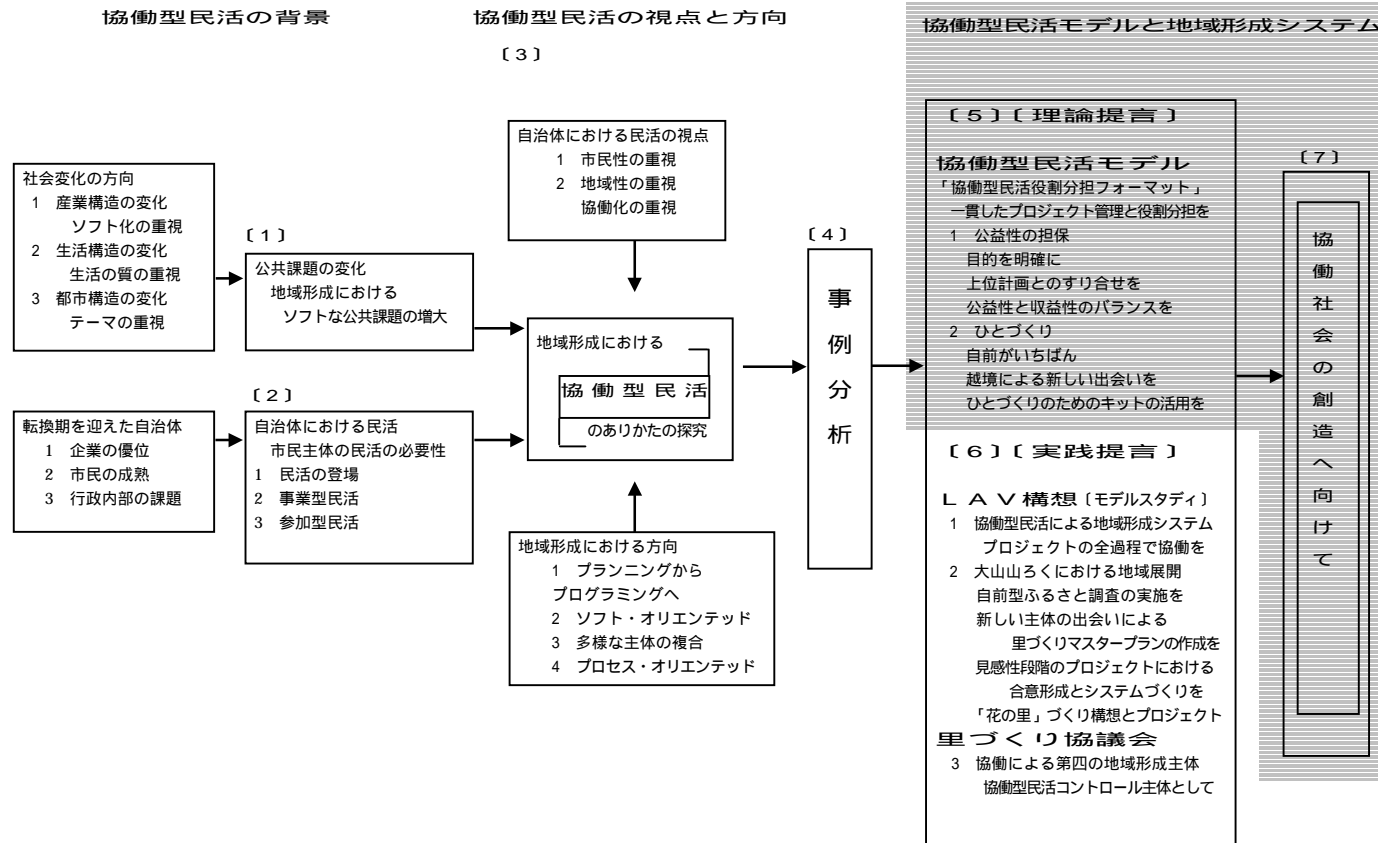 協働型民活の背景
協働型民活の視点と方向
協働型民活モデルと地域形成システム
社会変化の方向
1 産業構造の変化
ソフト化の重視
2 生活構造の変化
生活の質の重視
3 都市構造の変化
テーマの重視
転換期を迎えた自治体
1 企業の優位
2 市民の成熟
3 行政内部の課題
〔1〕
公共課題の変化
地域形成における
ソフトな公共課題の増大
〔2〕
自治体における民活
市民主体の民活の必要性
1 民活の登場
2 事業型民活
3 参加型民活
〔3〕
自治体における民活の視点
1 市民性の重視
2 地域性の重視
協働化の重視
地域形成における
協働型民活
のありかたの探究
地域形成における方向
1 プランニングから
プログラミングへ
2 ソフト・オリエンテッド
3 多様な主体の複合
4 プロセス・オリエンテッド
〔4〕
事例分析
〔5〕〔理論提言〕
協働型民活モデル
「協働型民活役割分担フォーマット」
一貫したプロジェクト管理と役割分担を
1 公益性の担保
目的を明確に
上位計画とのすり合せを
公益性と収益性のバランスを
2 ひとづくり
自前がいちばん
越境による新しい出会いを
ひとづくりのためのキットの活用を
〔6〕〔実践提言〕
LAV構想〔モデルスタディ〕
1 協働型民活による地域形成システム
プロジェクトの全過程で協働を
2 大山山ろくにおける地域展開
自前型ふるさと調査の実施を
新しい主体の出会いによる
里づくりマスタープランの作成を
見感性段階のプロジェクトにおける
合意形成とシステムづくりを
「花の里」づくり構想とプロジェクト
里づくり協議会
3 協働による第四の地域形成主体
協働型民活コントロール主体として
〔7〕
協働社会の創造へ向けて